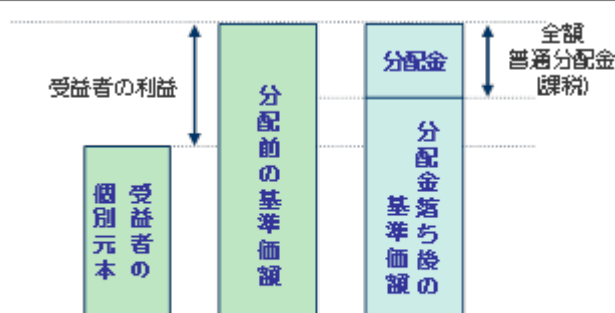 受益者の利益
受益者の
個別元本
分配前の基準価額
分配金
分配金落ち後の
基準価額
全額
普通分配金
(課税)